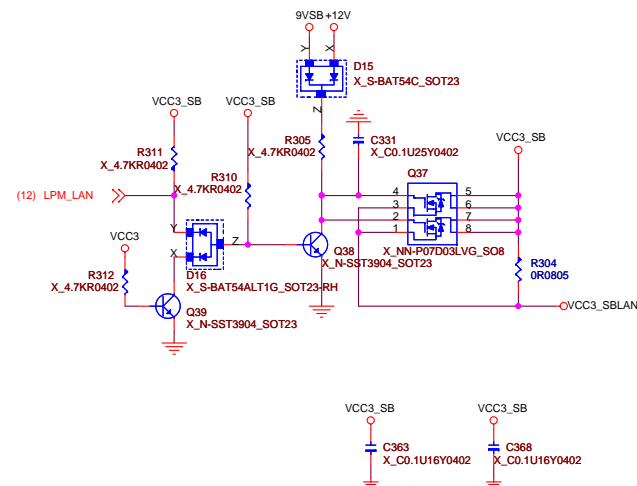 9VSB +12V
Y
X
D15
X_S-BAT54C_SOT23
Z
VCC3_SB
VCC3_SB
R311
X_4.7KR0402
R310
X_4.7KR0402
R305
X_4.7KR0402
C331
X_C0.1U25Y0402
VCC3_SB
(12) LPM_LAN
Q37
4
3
2
1
5
6
7
8
X_NN-P07D03LVG_SO8
VCC3
Y
X
Z
D16
X_S-BAT54ALT1G_SOT23-RH
Q38
X_N-SST3904_SOT23
R312
X_4.7KR0402
Q39
X_N-SST3904_SOT23
R304
0R0805
VCC3_SBLAN
VCC3_SB
VCC3_SB
C363
X_C0.1U16Y0402
C368
X_C0.1U16Y0402